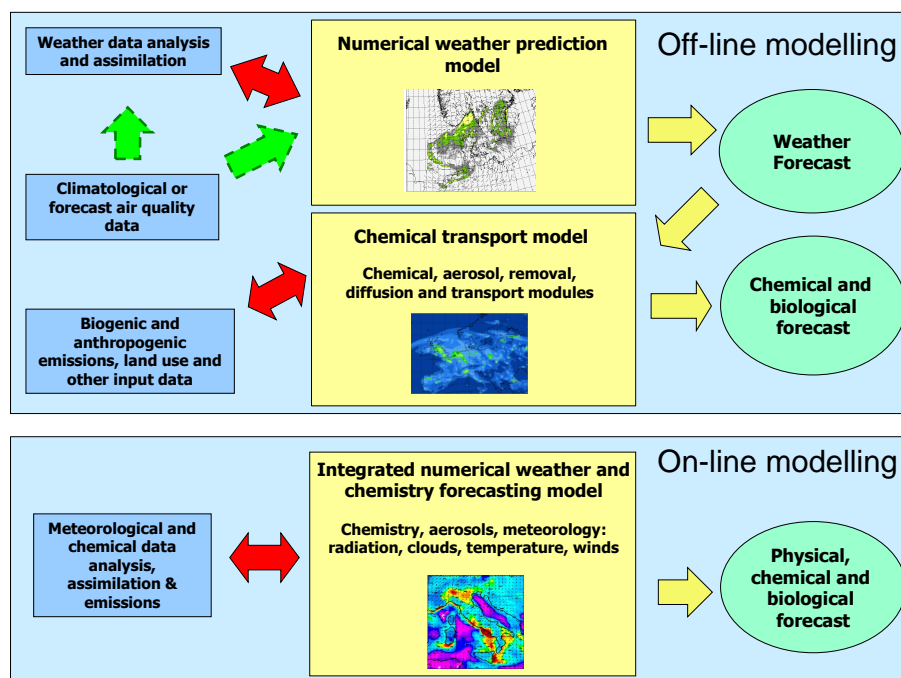 Weather data analysis
and assimilation
Numerical weather prediction
model
Off-line modelling
Weather
Forecast
Climatological or
forecast air quality
data
Chemical transport model
Chemical, aerosol, removal,
diffusion and transport modules
Chemical and
biological
forecast
Biogenic and
anthropogenic
emissions, land use and
other input data
On-line modelling
Integrated numerical weather and
chemistry forecasting model
Chemistry, aerosols, meteorology:
radiation, clouds, temperature, winds
Meteorological and
chemical data
analysis,
assimilation &
emissions
Physical,
chemical and
biological
forecast